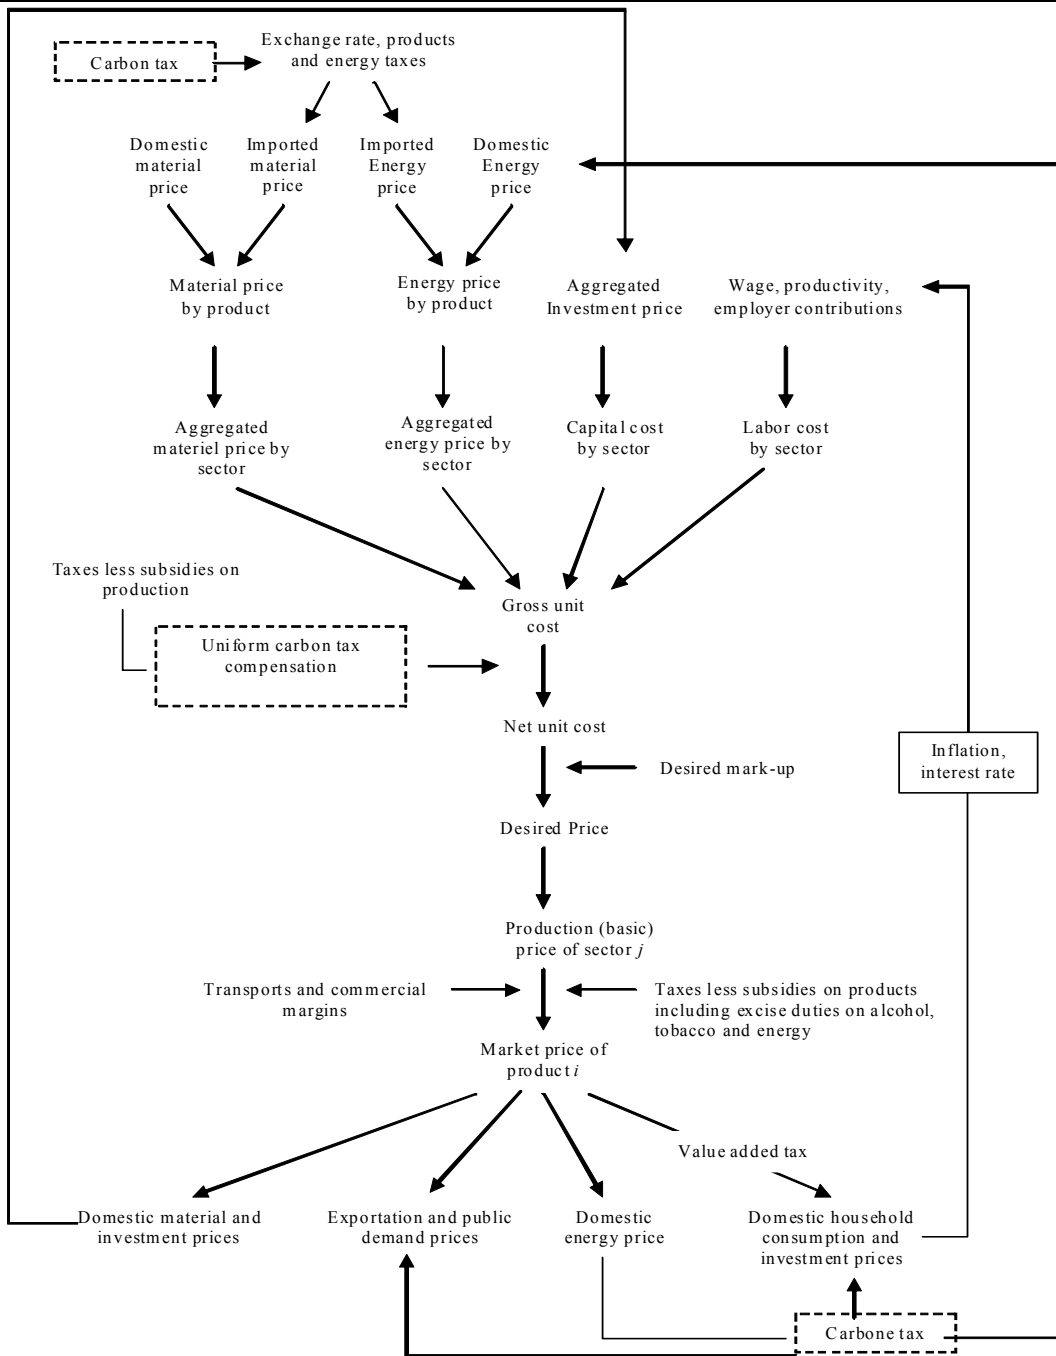 Carbon tax
Exchange rate, products
and energy taxes
Domestic
material
price
Imported
material
price
Imported
Energy
price
Domestic
Energy
price
Material price
by product
Energy price
by product
Aggregated
Investment price
Wage, productivity,
employer contributions
Aggregated
materiel price by
sector
Aggregated
energy price by
sector
Capital cost
by sector
Labor cost
by sector
Taxes less subsidies on
production
Gross unit
cost
Uniform carbon tax
compensation
Net unit cost
Inflation,
interest rate
Desired mark-up
Desired Price
Production (basic)
price of sector j
Transports and commercial
margins
Taxes less subsidies on products
including excise duties on alcohol,
tobacco and energy
Market price of
product i
Value added tax
Domestic material and
investment prices
Exportation and public
demand prices
Domestic
energy price
Domestic household
consumption and
investment prices
Carbone tax